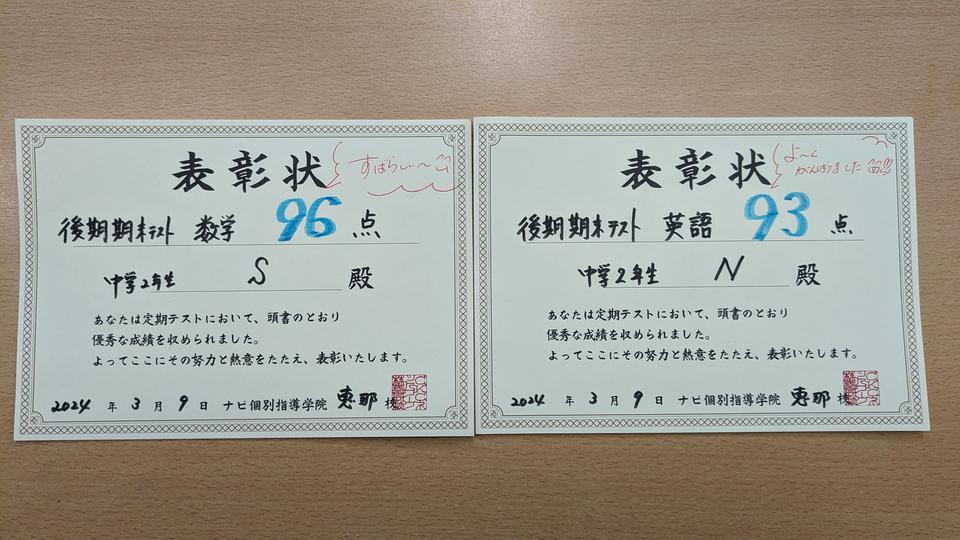 表彰状
すばらしい〜
後期期末テスト 数学 96 点
中学2年生 S 殿
あなたは定期テストにおいて、頭書のとおり
優秀な成績を収められました。
よってここにその努力と熱意をたたえ、表彰いたします。
2024 年 3 月 9 日 ナビ個別指導学院 恵那 校
表彰状
よ〜く
がんばりました
後期期末テスト 英語 93 点
中学2年生 N 殿
あなたは定期テストにおいて、頭書のとおり
優秀な成績を収められました。
よってここにその努力と熱意をたたえ、表彰いたします。
2024 年 3 月 9 日 ナビ個別指導学院 恵那 校